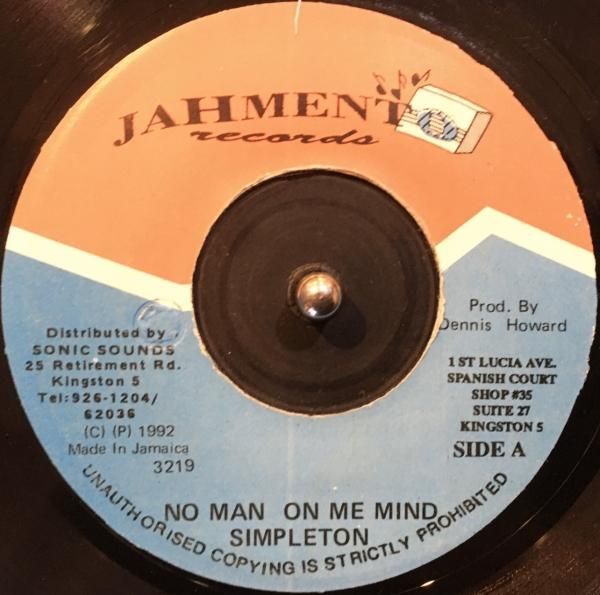 JAHMENT
records
Distributed by
SONIC SOUNDS
25 Retirement Rd.
Kingston 5
Tel:926-1204/
62036
(C) (P) 1992
Made In Jamaica
3219
Prod. By
Dennis Howard
1 ST LUCIA AVE.
SPANISH COURT
SHOP #35
SUITE 27
KINGSTON 5
SIDE A
NO MAN ON ME MIND
SIMPLETON
UNAUTHORISED COPYING IS STRICTLY PROHIBITED